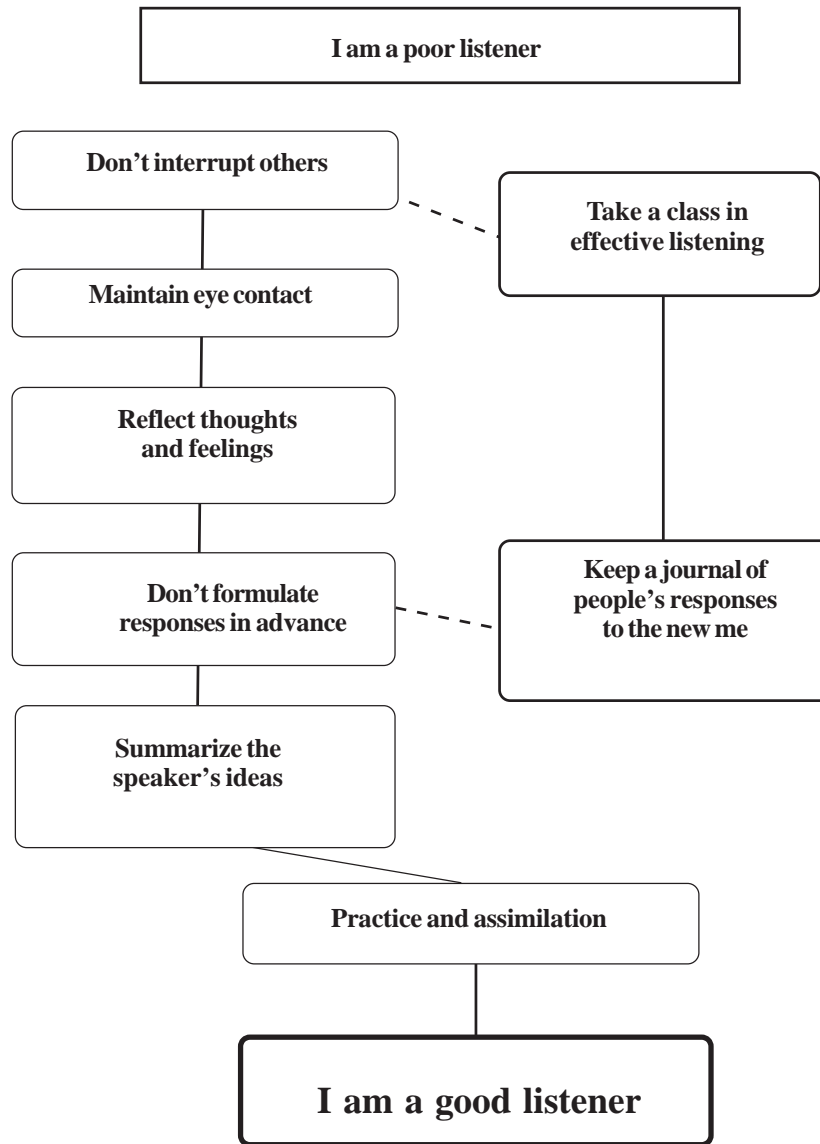 I am a poor listener
Don’t interrupt others
Take a class in
effective listening
Maintain eye contact
Reflect thoughts
and feelings
Don’t formulate
responses in advance
Keep a journal of
people’s responses
to the new me
Summarize the
speaker’s ideas
Practice and assimilation
I am a good listener